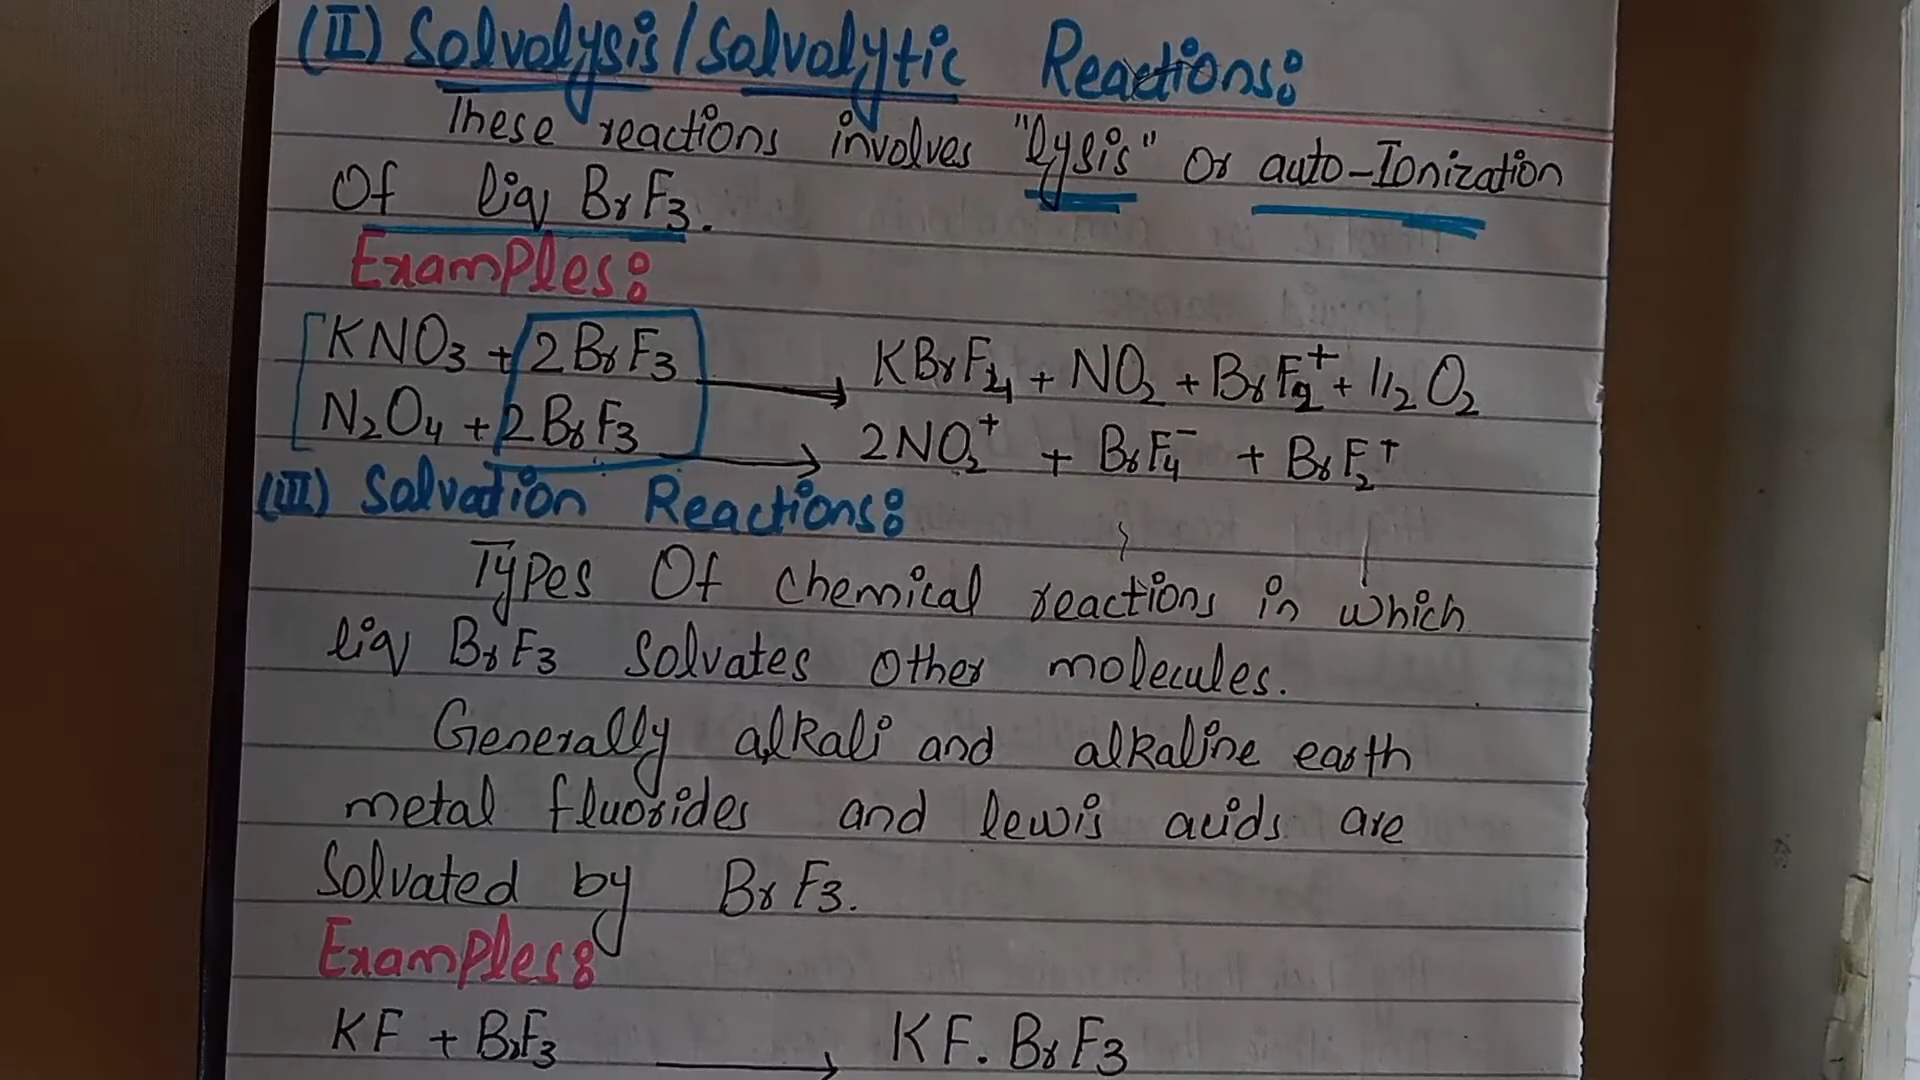 (II) Solvolysis/Solvolytic Reactions:
These reactions involves "lysis" or auto-Ionization
Of liq BrF3.
Examples:
KNO3 + 2BrF3 → KBrF4 + NO2 + BrF2+ + 1/2 O2
N2O4 + 2BrF3 → 2NO2+ + BrF4- + BrF2+
(III) Solvation Reactions:
Types Of chemical reactions in which
liq BrF3 Solvates other molecules.
Generally alkali and alkaline earth
metal fluorides and lewis acids are
Solvated by BrF3.
Examples:
KF + BrF3 → KF.BrF3